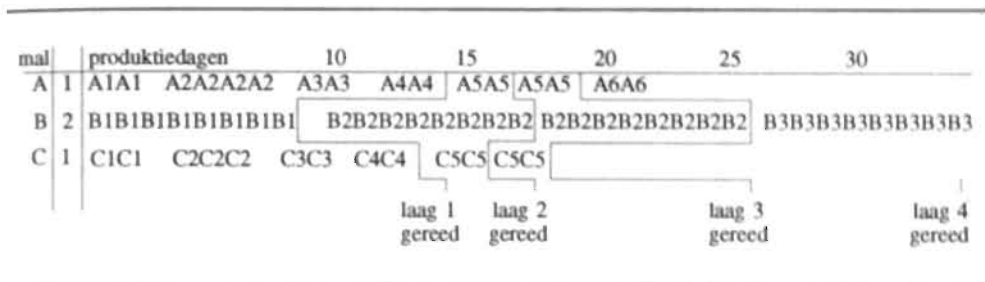 mal produktiedagen 10 15 20 25 30
A 1 A1A1 A2A2A2A2 A3A3 A4A4 A5A5 A5A5 A6A6
B 2 B1B1B1B1B1B1B1B1 B2B2B2B2B2B2B2B2 B2B2B2B2B2B2B2B2 B3B3B3B3B3B3B3B3
C 1 C1C1 C2C2C2 C3C3 C4C4 C5C5 C5C5
laag 1 laag 2 laag 3 laag 4
gereed gereed gereed gereed